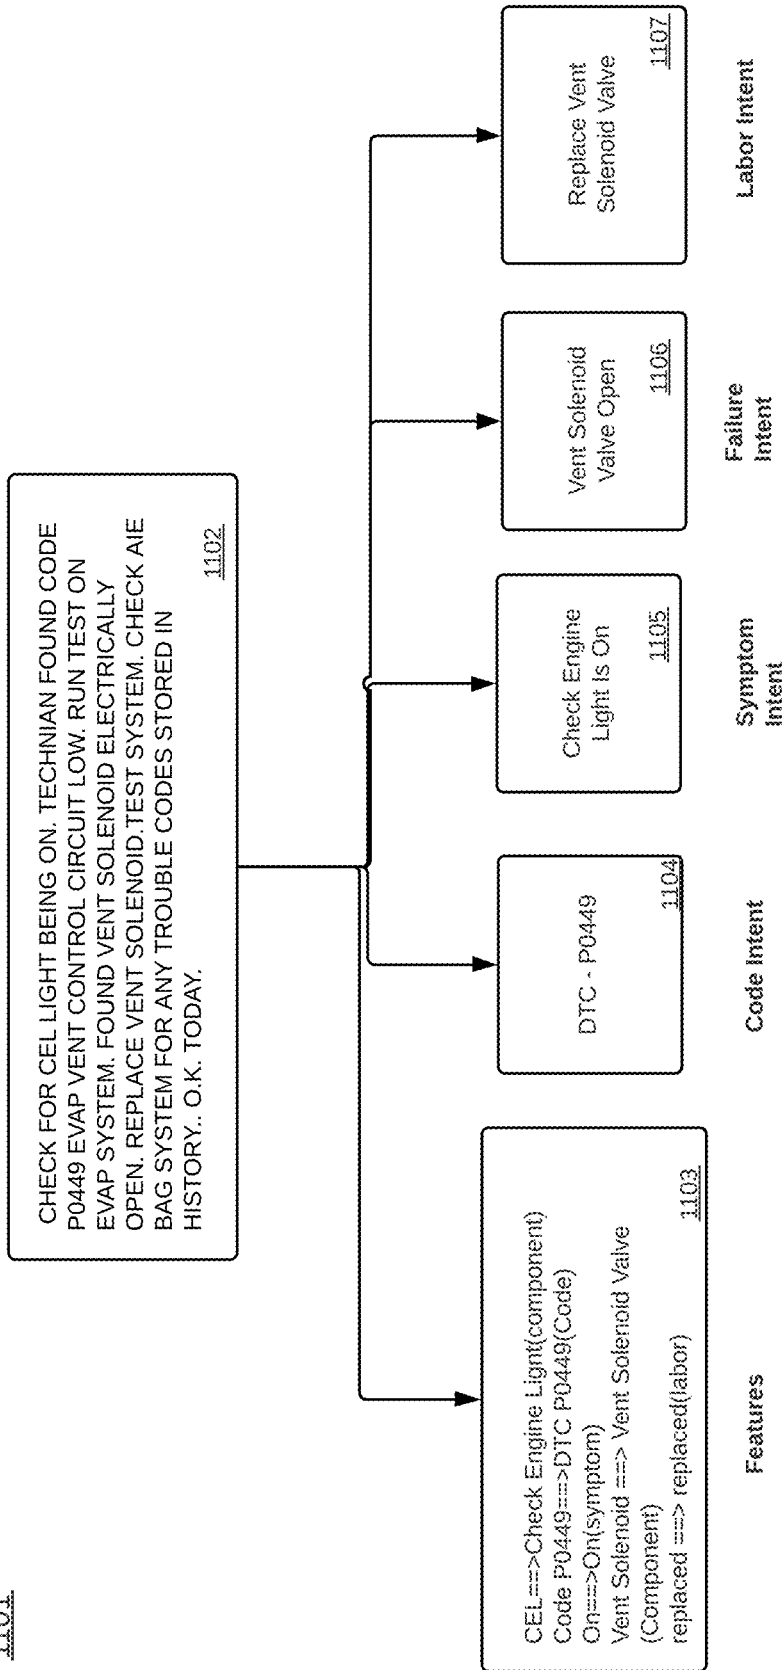 1101
CHECK FOR CEL LIGHT BEING ON. TECHNIAN FOUND CODE
P0449 EVAP VENT CONTROL CIRCUIT LOW. RUN TEST ON
EVAP SYSTEM. FOUND VENT SOLENOID ELECTRICALLY
OPEN. REPLACE VENT SOLENOID.TEST SYSTEM. CHECK AIE
BAG SYSTEM FOR ANY TROUBLE CODES STORED IN
HISTORY.. O.K. TODAY.
1102
CEL==>Check Engine Lignt(component)
Code P0449==>DTC P0449(Code)
On==>On(symptom)
Vent Solenoid ==> Vent Solenoid Valve
(Component)
replaced ==> replaced(labor)
1103
Features
DTC - P0449
1104
Code Intent
Check Engine
Light Is On
1105
Symptom
Intent
Vent Solenoid
Valve Open
1106
Failure
Intent
Replace Vent
Solenoid Valve
1107
Labor Intent